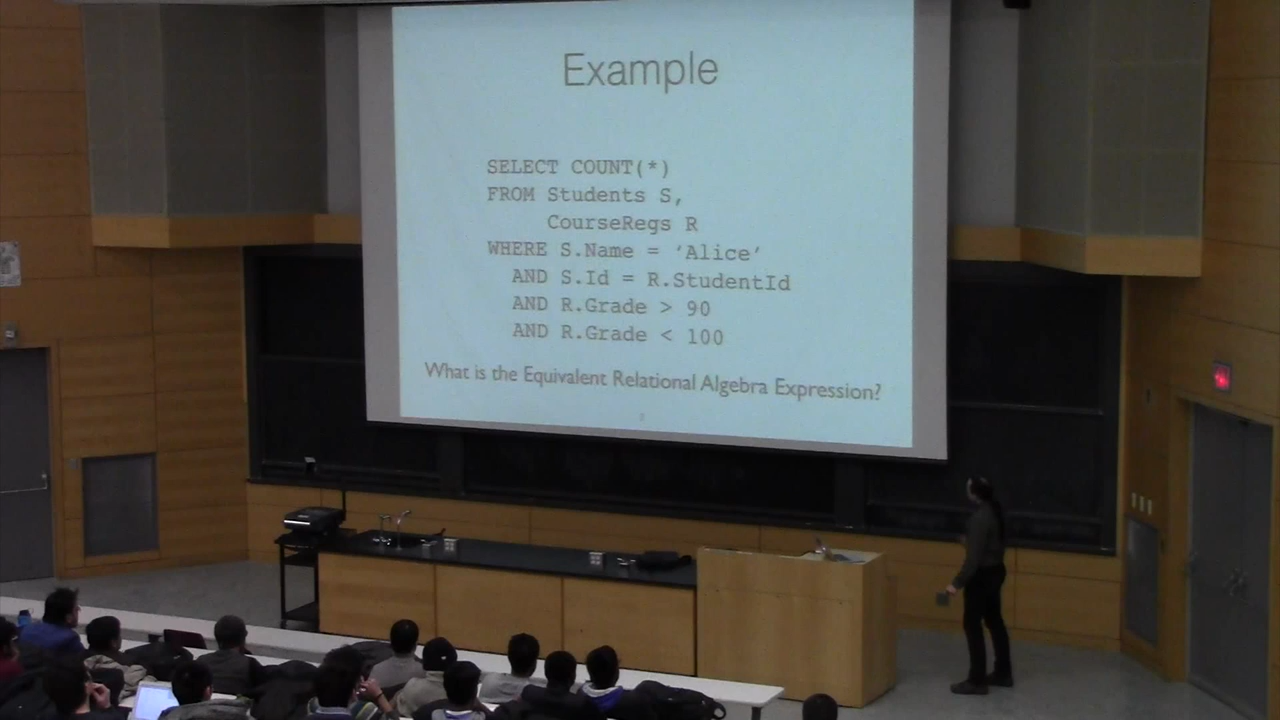 Example
SELECT COUNT(*)
FROM Students S,
CourseRegs R
WHERE S.Name = ‘Alice’
AND S.Id = R.StudentId
AND R.Grade > 90
AND R.Grade < 100
What is the Equivalent Relational Algebra Expression?